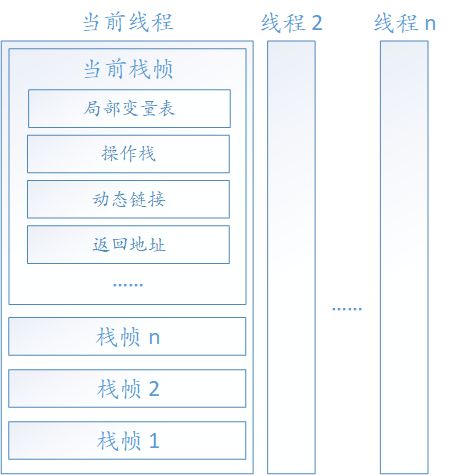 当前线程
线程 2
线程 n
当前栈帧
局部变量表
操作栈
动态链接
返回地址
……
……
栈帧 n
栈帧 2
栈帧 1